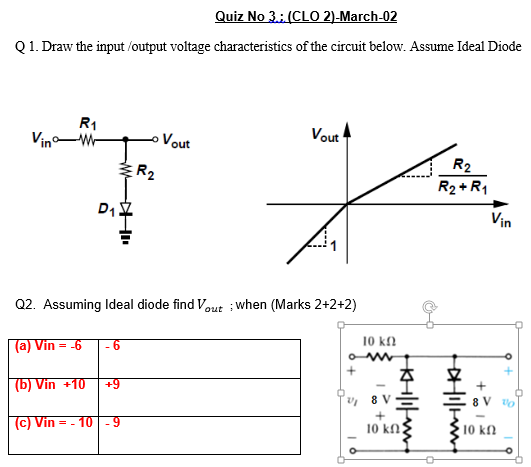 Quiz No 3.: (CLO 2)-March-02
Q 1. Draw the input /output voltage characteristics of the circuit below. Assume Ideal Diode
R1
Vin
Vout
R2
D1
Vout
R2
R2 + R1
Vin
1
Q2. Assuming Ideal diode find Vout ; when (Marks 2+2+2)
(a) Vin = -6 - 6
(b) Vin +10 +9
(c) Vin = - 10 - 9
10 kΩ
+ +
- +
vI 8 V 8 V vo
+ -
10 kΩ 10 kΩ
- -